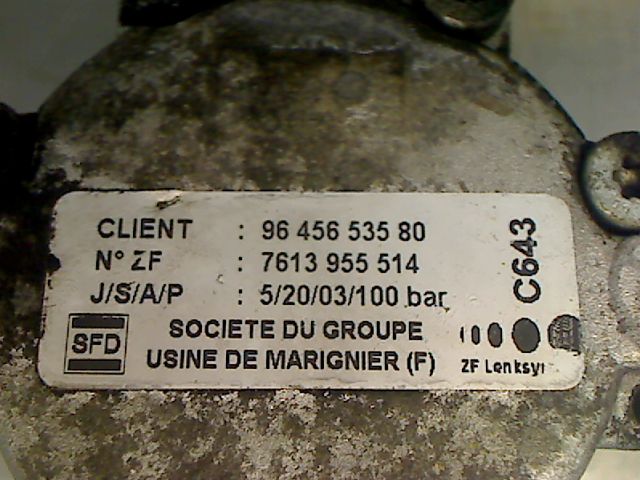 CLIENT : 96 456 535 80
N° ZF : 7613 955 514
J/S/A/P : 5/20/03/100 bar
C643
SFD
SOCIETE DU GROUPE
USINE DE MARIGNIER (F)
ZF